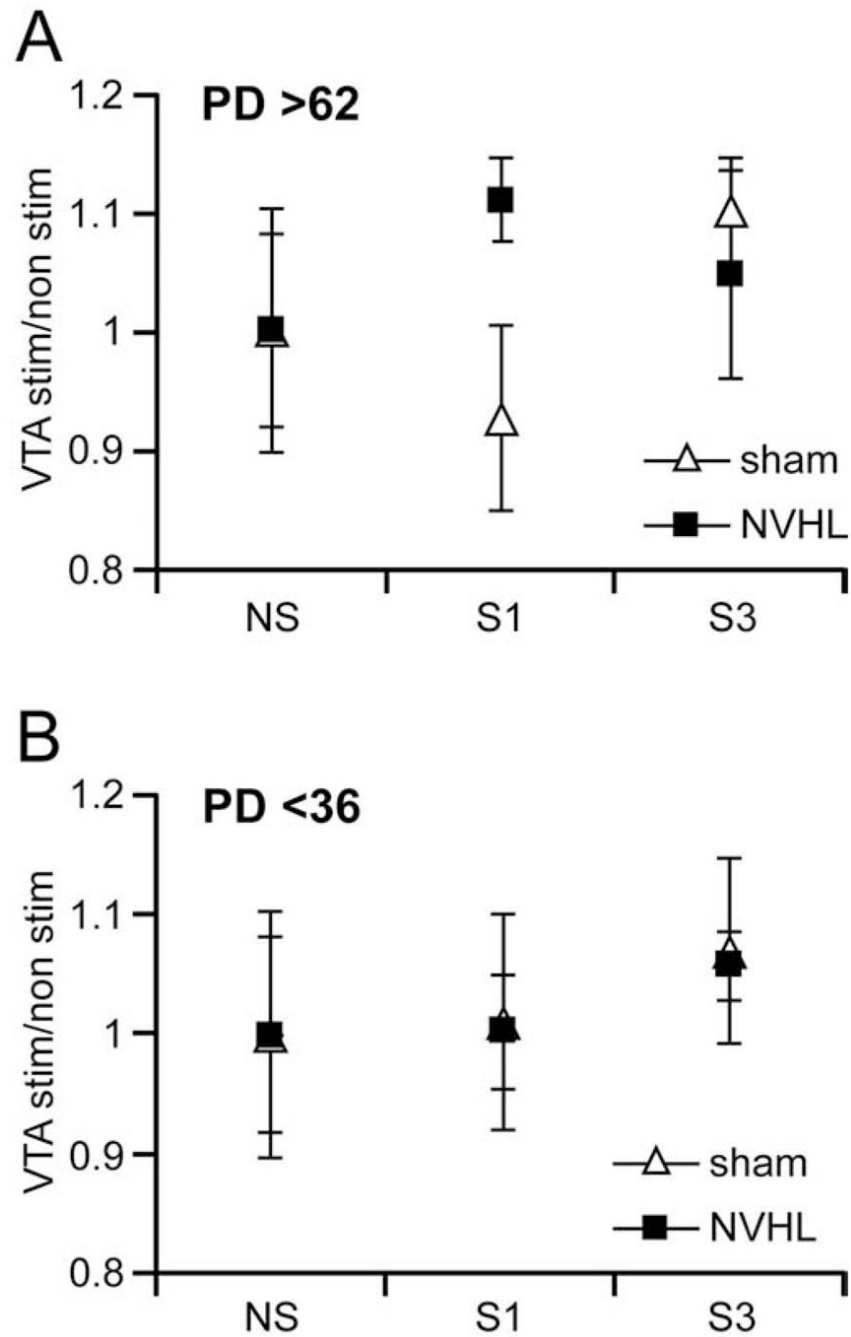 A
PD >62
VTA stim/non stim
1.2
1.1
1
0.9
0.8
sham
NVHL
NS S1 S3
B
PD <36
VTA stim/non stim
1.2
1.1
1
0.9
0.8
sham
NVHL
NS S1 S3